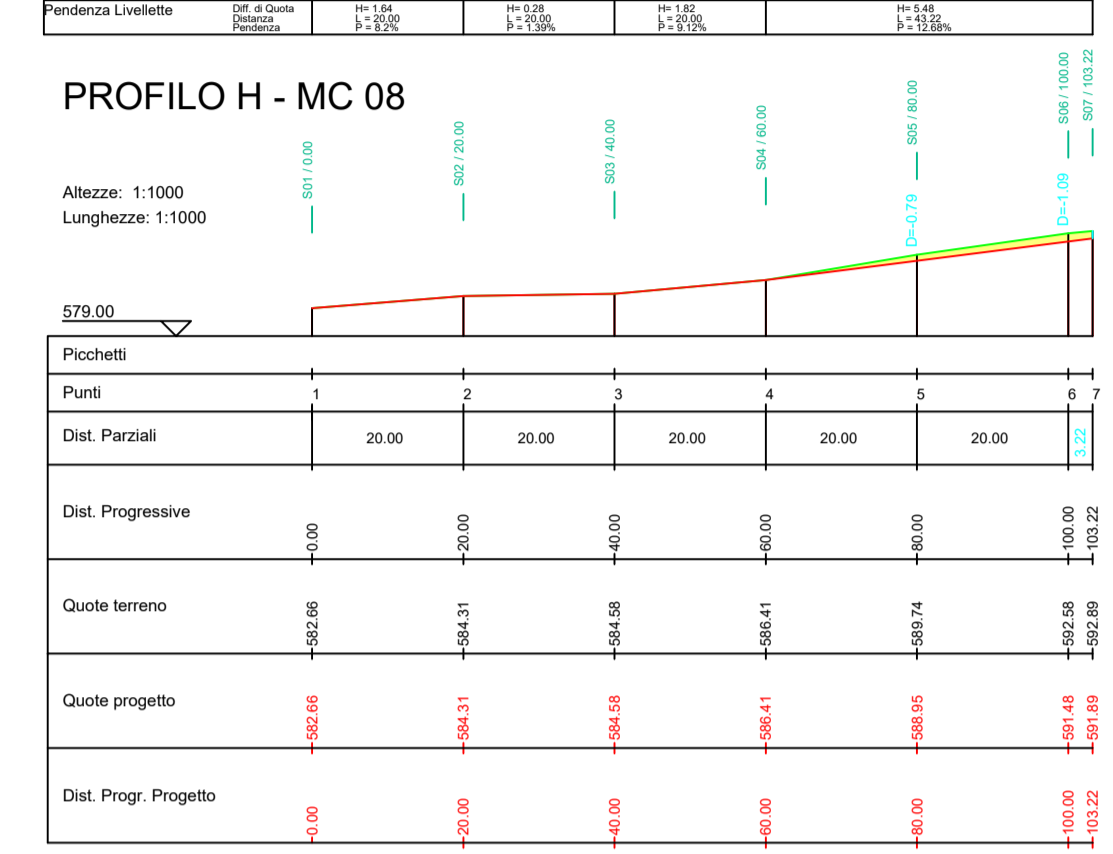 Pendenza Livellette
Diff. di Quota
Distanza
Pendenza
H= 1.64
L = 20.00
P = 8.2%
H= 0.28
L = 20.00
P = 1.39%
H= 1.82
L = 20.00
P = 9.12%
H= 5.48
L = 43.22
P = 12.68%
PROFILO H - MC 08
Altezze: 1:1000
Lunghezze: 1:1000
S01 / 0.00
S02 / 20.00
S03 / 40.00
S04 / 60.00
S05 / 80.00
S06 / 100.00
S07 / 103.22
D=-0.79
D=-1.09
579.00
Picchetti
Punti 1 2 3 4 5 6 7
Dist. Parziali 20.00 20.00 20.00 20.00 20.00 3.22
Dist. Progressive 0.00 20.00 40.00 60.00 80.00 100.00 103.22
Quote terreno 582.66 584.31 584.58 586.41 589.74 592.58 592.89
Quote progetto 582.66 584.31 584.58 586.41 588.95 591.48 591.89
Dist. Progr. Progetto 0.00 20.00 40.00 60.00 80.00 100.00 103.22